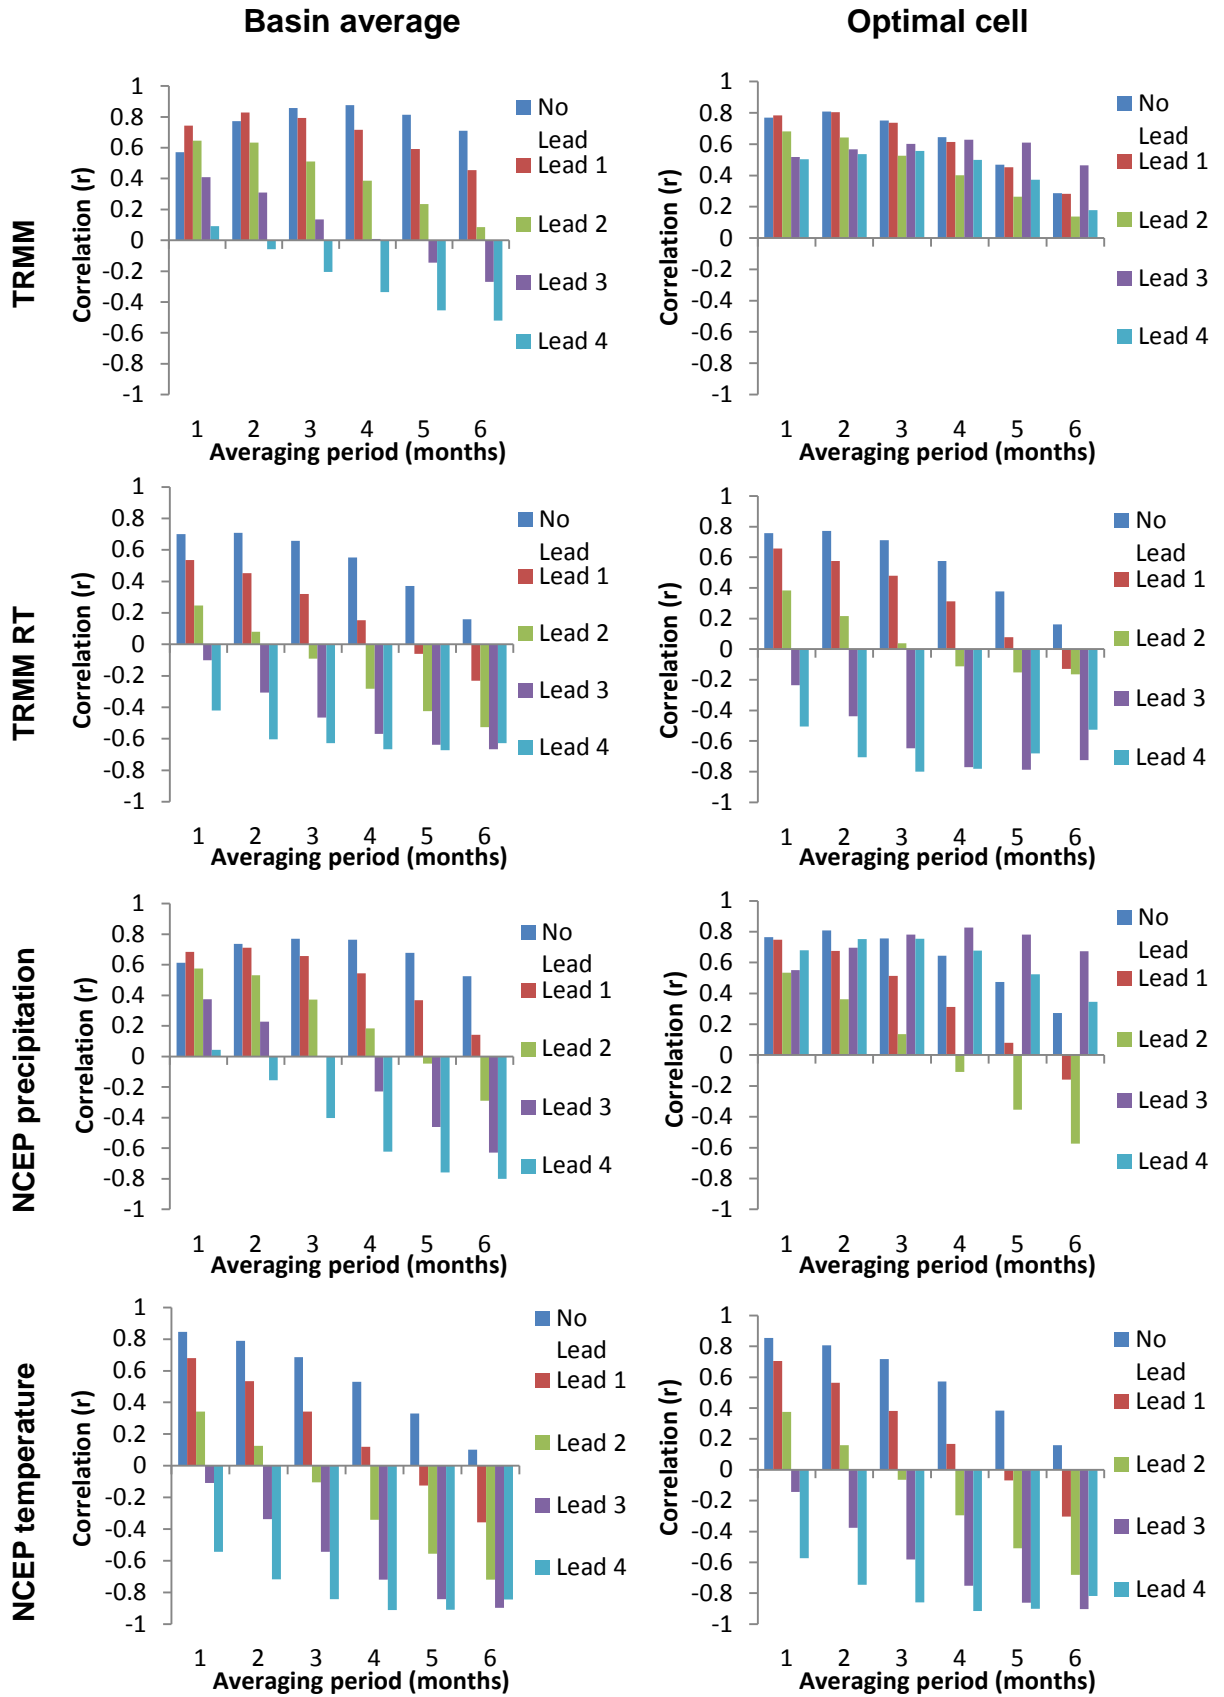 Basin average
Optimal cell
TRMM
Correlation (r)
1
0.8
0.6
0.4
0.2
0
-0.2
-0.4
-0.6
-0.8
-1
1 2 3 4 5 6
Averaging period (months)
No
Lead
Lead 1
Lead 2
Lead 3
Lead 4
Correlation (r)
1
0.8
0.6
0.4
0.2
0
-0.2
-0.4
-0.6
-0.8
-1
1 2 3 4 5 6
Averaging period (months)
No
Lead
Lead 1
Lead 2
Lead 3
Lead 4
TRMM RT
Correlation (r)
1
0.8
0.6
0.4
0.2
0
-0.2
-0.4
-0.6
-0.8
-1
1 2 3 4 5 6
Averaging period (months)
No
Lead
Lead 1
Lead 2
Lead 3
Lead 4
Correlation (r)
1
0.8
0.6
0.4
0.2
0
-0.2
-0.4
-0.6
-0.8
-1
1 2 3 4 5 6
Averaging period (months)
No
Lead
Lead 1
Lead 2
Lead 3
Lead 4
NCEP precipitation
Correlation (r)
1
0.8
0.6
0.4
0.2
0
-0.2
-0.4
-0.6
-0.8
-1
1 2 3 4 5 6
Averaging period (months)
No
Lead
Lead 1
Lead 2
Lead 3
Lead 4
Correlation (r)
1
0.8
0.6
0.4
0.2
0
-0.2
-0.4
-0.6
-0.8
-1
1 2 3 4 5 6
Averaging period (months)
No
Lead
Lead 1
Lead 2
Lead 3
Lead 4
NCEP temperature
Correlation (r)
1
0.8
0.6
0.4
0.2
0
-0.2
-0.4
-0.6
-0.8
-1
1 2 3 4 5 6
Averaging period (months)
No
Lead
Lead 1
Lead 2
Lead 3
Lead 4
Correlation (r)
1
0.8
0.6
0.4
0.2
0
-0.2
-0.4
-0.6
-0.8
-1
1 2 3 4 5 6
Averaging period (months)
No
Lead
Lead 1
Lead 2
Lead 3
Lead 4